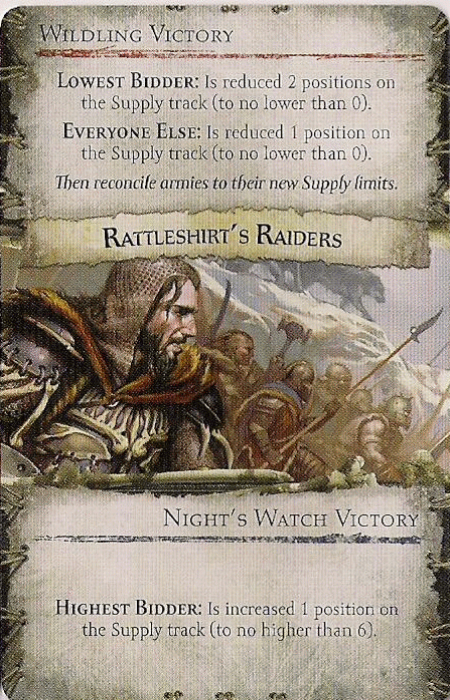 Wildling Victory
Lowest Bidder: Is reduced 2 positions on
the Supply track (to no lower than 0).
Everyone Else: Is reduced 1 position on
the Supply track (to no lower than 0).
Then reconcile armies to their new Supply limits.
Rattleshirt's Raiders
Night's Watch Victory
Highest Bidder: Is increased 1 position on
the Supply track (to no higher than 6).